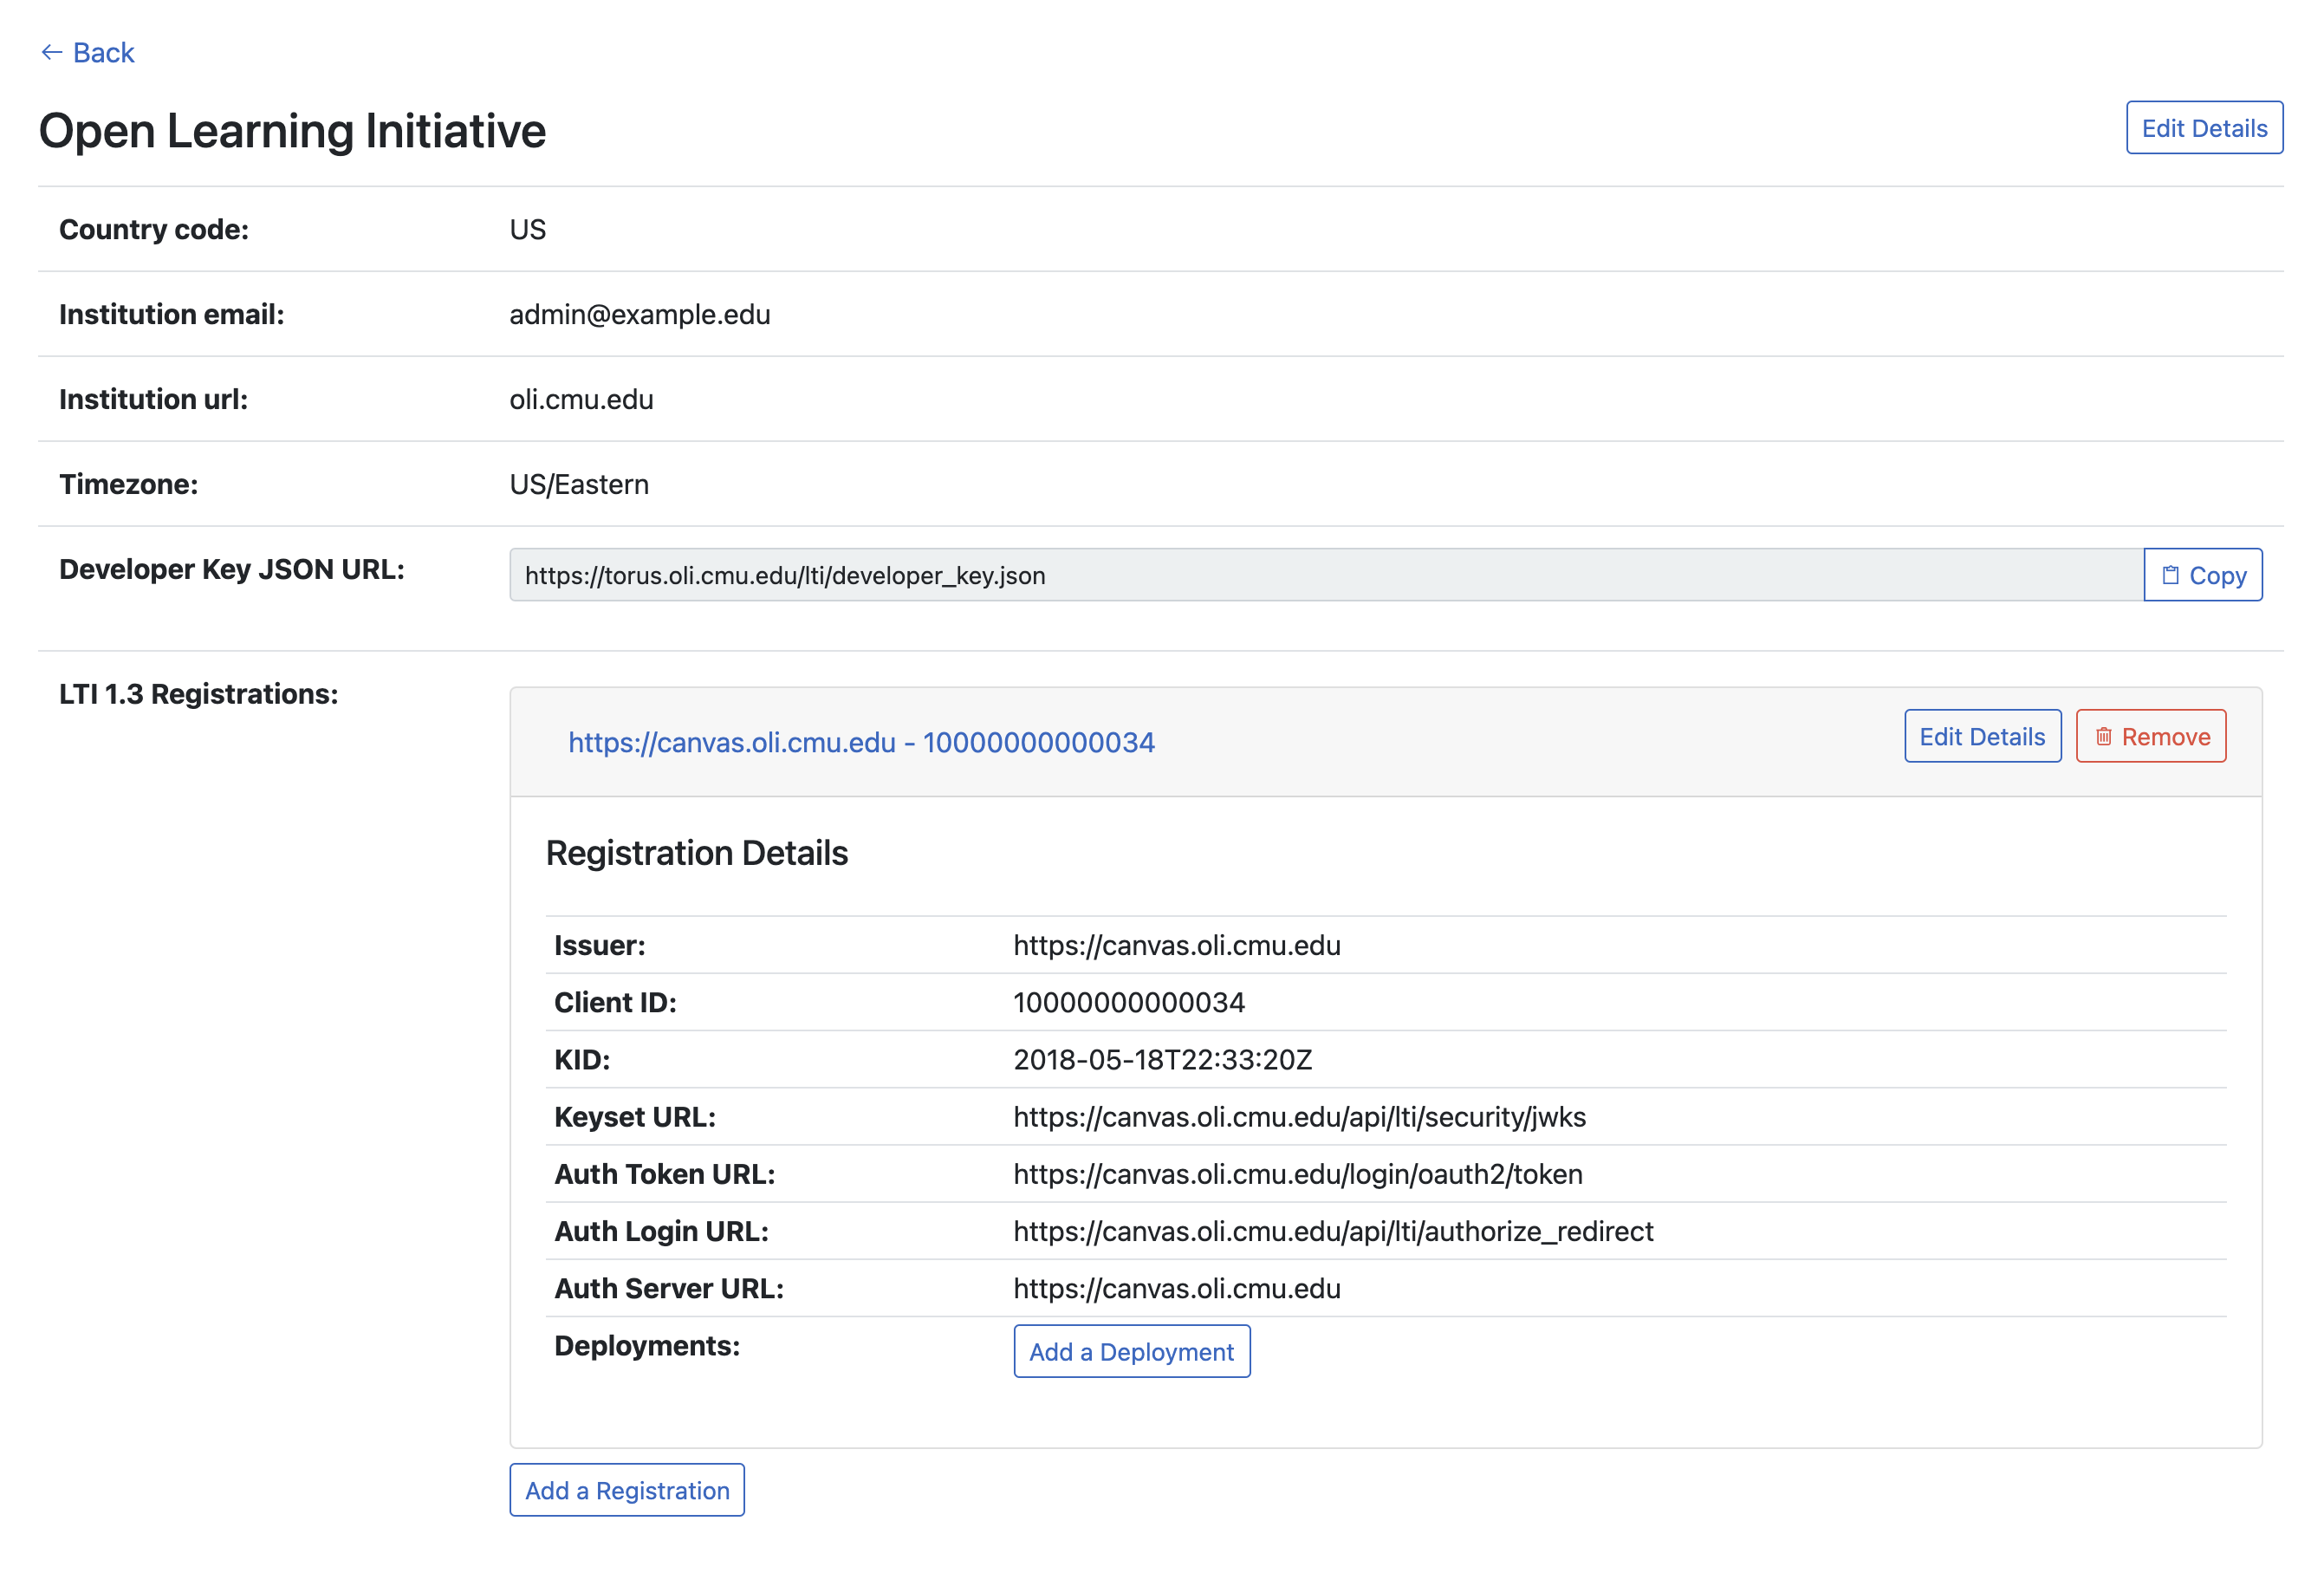 ← Back
Open Learning Initiative
Edit Details
Country code: US
Institution email: admin@example.edu
Institution url: oli.cmu.edu
Timezone: US/Eastern
Developer Key JSON URL: https://torus.oli.cmu.edu/lti/developer_key.json Copy
LTI 1.3 Registrations:
https://canvas.oli.cmu.edu - 10000000000034 Edit Details Remove
Registration Details
Issuer: https://canvas.oli.cmu.edu
Client ID: 10000000000034
KID: 2018-05-18T22:33:20Z
Keyset URL: https://canvas.oli.cmu.edu/api/lti/security/jwks
Auth Token URL: https://canvas.oli.cmu.edu/login/oauth2/token
Auth Login URL: https://canvas.oli.cmu.edu/api/lti/authorize_redirect
Auth Server URL: https://canvas.oli.cmu.edu
Deployments: Add a Deployment
Add a Registration